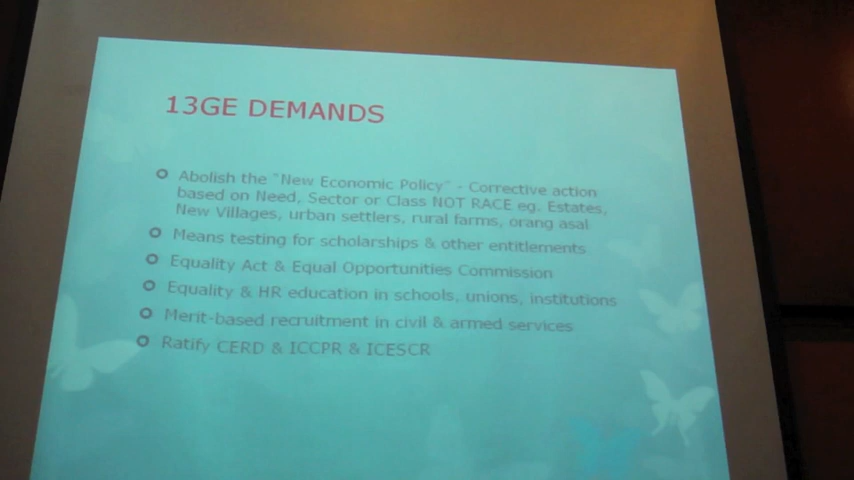 13GE DEMANDS
Abolish the "New Economic Policy" - Corrective action
based on Need, Sector or Class NOT RACE eg. Estates,
New Villages, urban settlers, rural farms, orang asal
Means testing for scholarships & other entitlements
Equality Act & Equal Opportunities Commission
Equality & HR education in schools, unions, institutions
Merit-based recruitment in civil & armed services
Ratify CERD & ICCPR & ICESCR